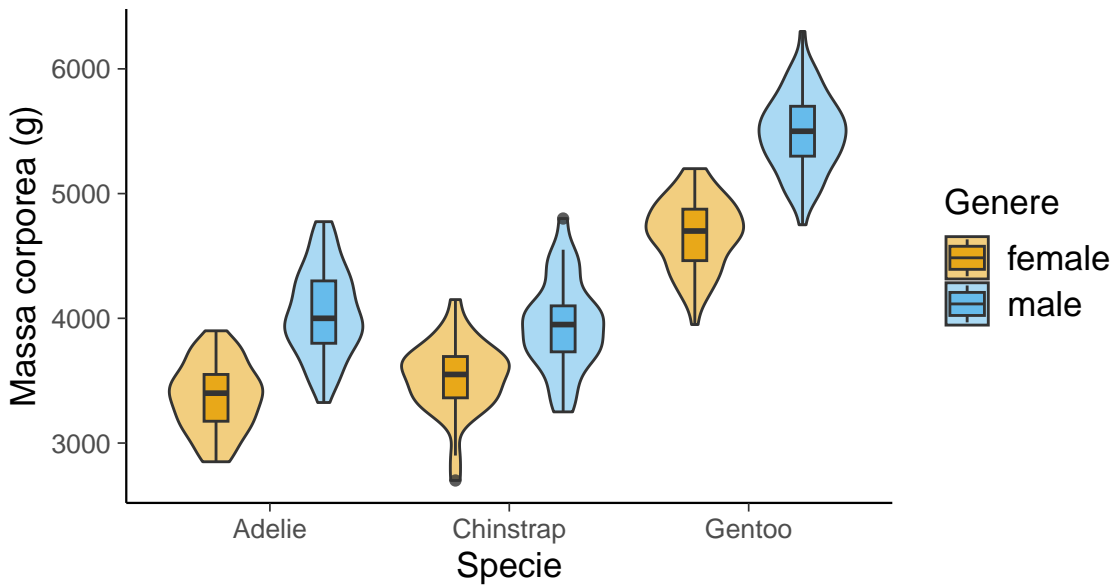 6000
5000
4000
3000
Massa corporea (g)
Adelie
Chinstrap
Gentoo
Specie
Genere
female
male